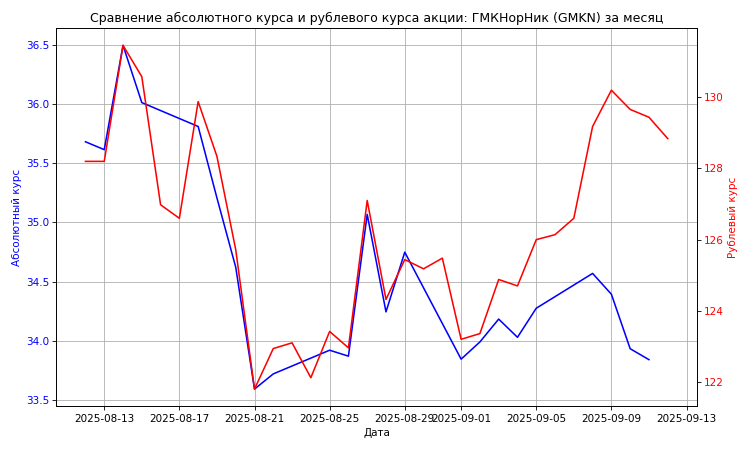 Сравнение абсолютного курса и рублевого курса акции: ГМКНорНик (GMKN) за месяц
36.5
36.0
35.5
35.0
34.5
34.0
33.5
Абсолютный курс
130
128
126
124
122
Рублевый курс
2025-08-13 2025-08-17 2025-08-21 2025-08-25 2025-08-29 2025-09-01 2025-09-05 2025-09-09 2025-09-13
Дата